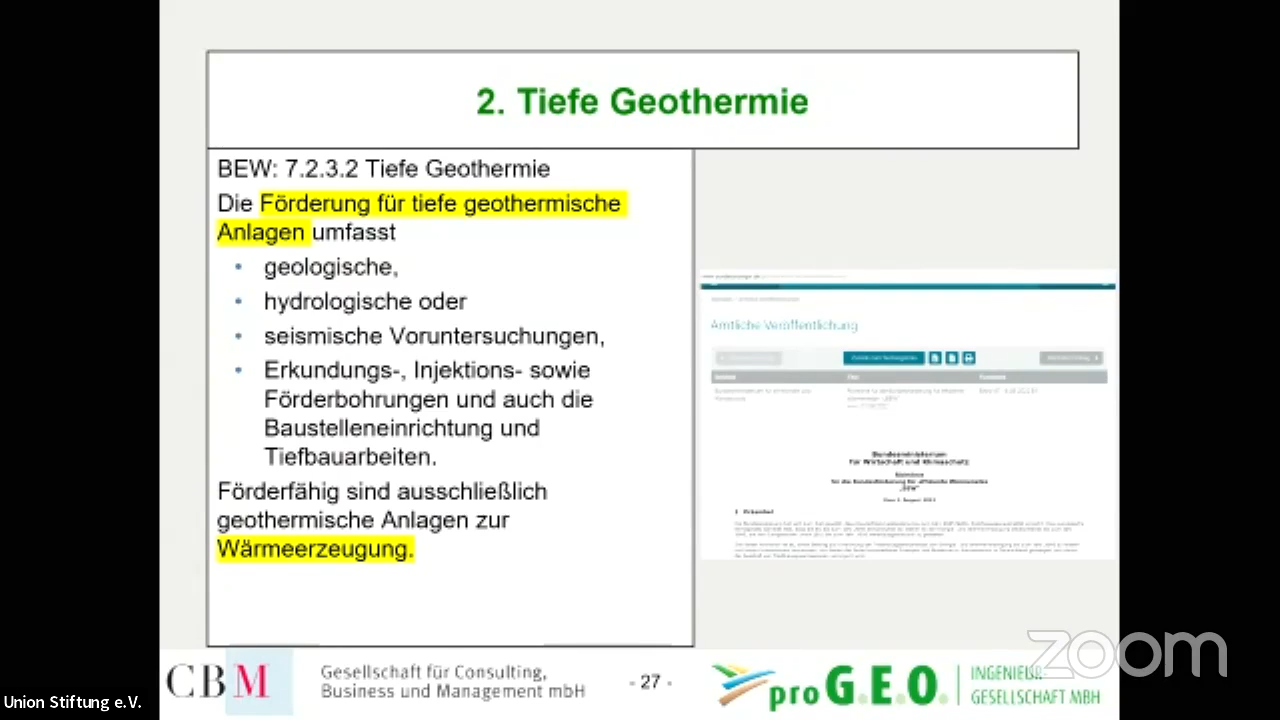 2. Tiefe Geothermie
BEW: 7.2.3.2 Tiefe Geothermie
Die Förderung für tiefe geothermische
Anlagen umfasst
• geologische,
• hydrologische oder
• seismische Voruntersuchungen,
• Erkundungs-, Injektions- sowie
Förderbohrungen und auch die
Baustelleneinrichtung und
Tiefbauarbeiten.
Förderfähig sind ausschließlich
geothermische Anlagen zur
Wärmeerzeugung.
Amtliche Veröffentlichung
Bundesministerium
für Wirtschaft und Klimaschutz
CBM
Gesellschaft für Consulting,
Business und Management mbH
- 27 -
pro G.E.O.
INGENIEUR-
GESELLSCHAFT MBH
zoom
Union Stiftung e.V.